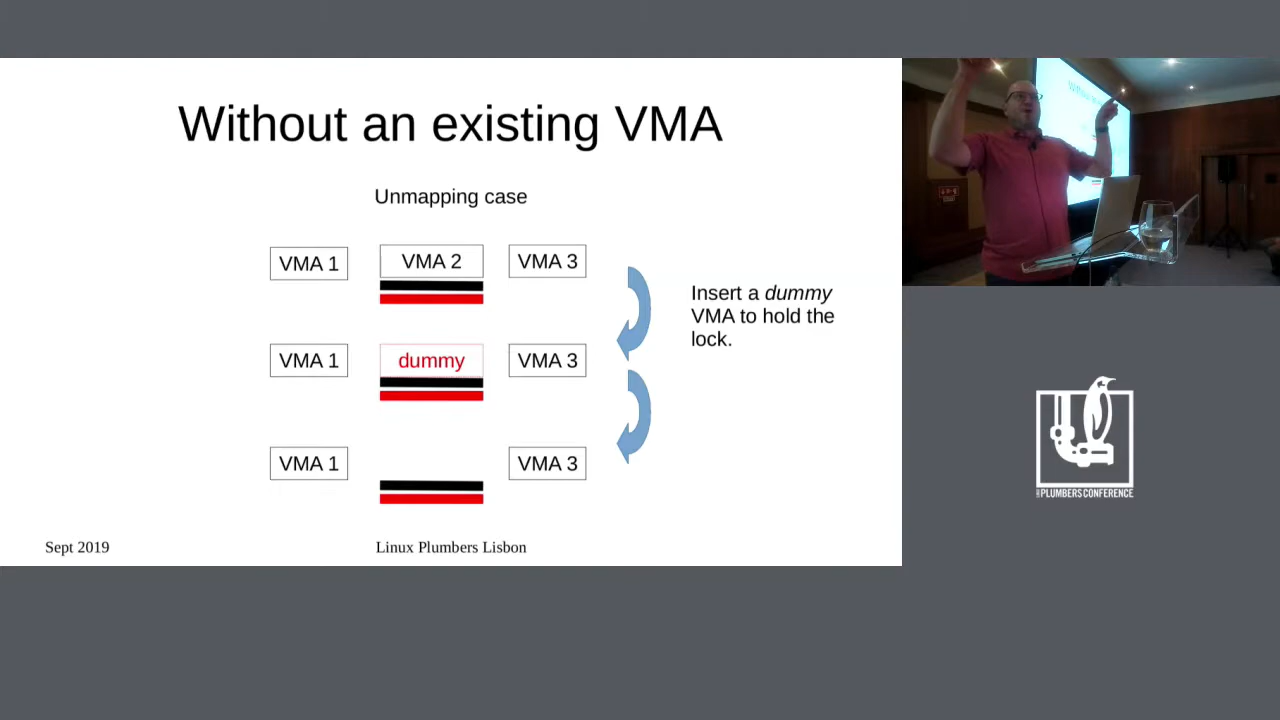 Without an existing VMA
Unmapping case
VMA 1 VMA 2 VMA 3
Insert a dummy
VMA to hold the
lock.
VMA 1 dummy VMA 3
VMA 1 VMA 3
Sept 2019 Linux Plumbers Lisbon
PLUMBERS CONFERENCE